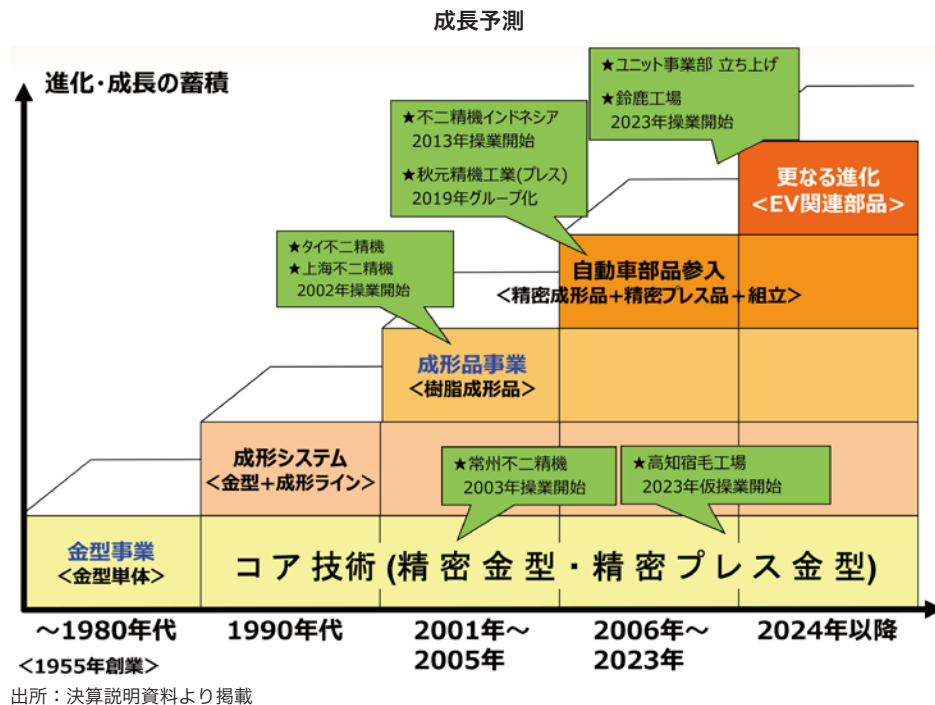 成長予測
進化・成長の蓄積
★ユニット事業部 立ち上げ
★鈴鹿工場
2023年操業開始
★不二精機インドネシア
2013年操業開始
★秋元精機工業(プレス)
2019年グループ化
更なる進化
<EV関連部品>
★タイ不二精機
★上海不二精機
2002年操業開始
自動車部品参入
<精密成形品+精密プレス品+組立>
成形品事業
<樹脂成形品>
成形システム
<金型+成形ライン>
★常州不二精機
2003年操業開始
★高知宿毛工場
2023年仮操業開始
金型事業
<金型単体>
コア技術(精密金型・精密プレス金型)
～1980年代
<1955年創業>
1990年代
2001年～
2005年
2006年～
2023年
2024年以降
出所：決算説明資料より掲載